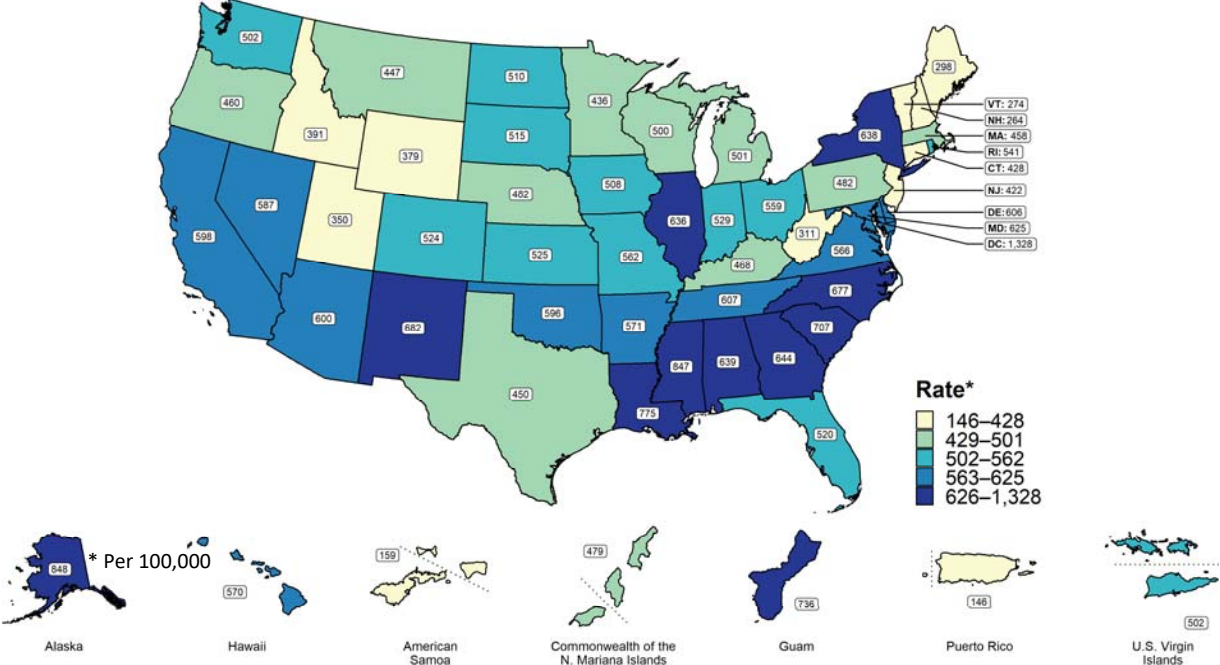 502
447
510
436
298
460
391
379
515
500
501
638
VT: 274
NH: 264
MA: 458
RI: 541
CT: 428
NJ: 422
DE: 606
MD: 625
DC: 1,328
587
598
350
482
508
636
529
559
482
311
524
525
562
468
566
600
682
596
571
607
677
707
450
775
847
639
644
520
Rate*
146–428
429–501
502–562
563–625
626–1,328
848
* Per 100,000
570
159
479
736
146
502
Alaska
Hawaii
American
Samoa
Commonwealth of the
N. Mariana Islands
Guam
Puerto Rico
U.S. Virgin
Islands